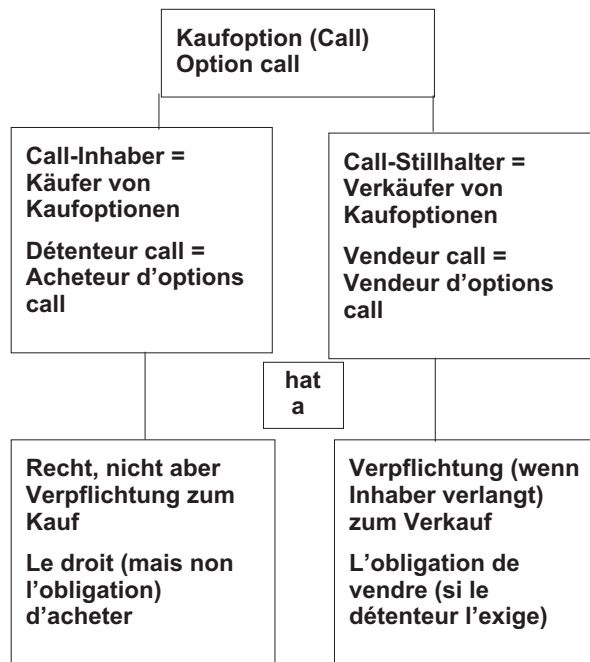 Kaufoption (Call)
Option call
Call-Inhaber =
Käufer von
Kaufoptionen
Détenteur call =
Acheteur d’options
call
Call-Stillhalter =
Verkäufer von
Kaufoptionen
Vendeur call =
Vendeur d’options
call
hat
a
Recht, nicht aber
Verpflichtung zum
Kauf
Le droit (mais non
l’obligation)
d’acheter
Verpflichtung (wenn
Inhaber verlangt)
zum Verkauf
L’obligation de
vendre (si le
détenteur l’exige)